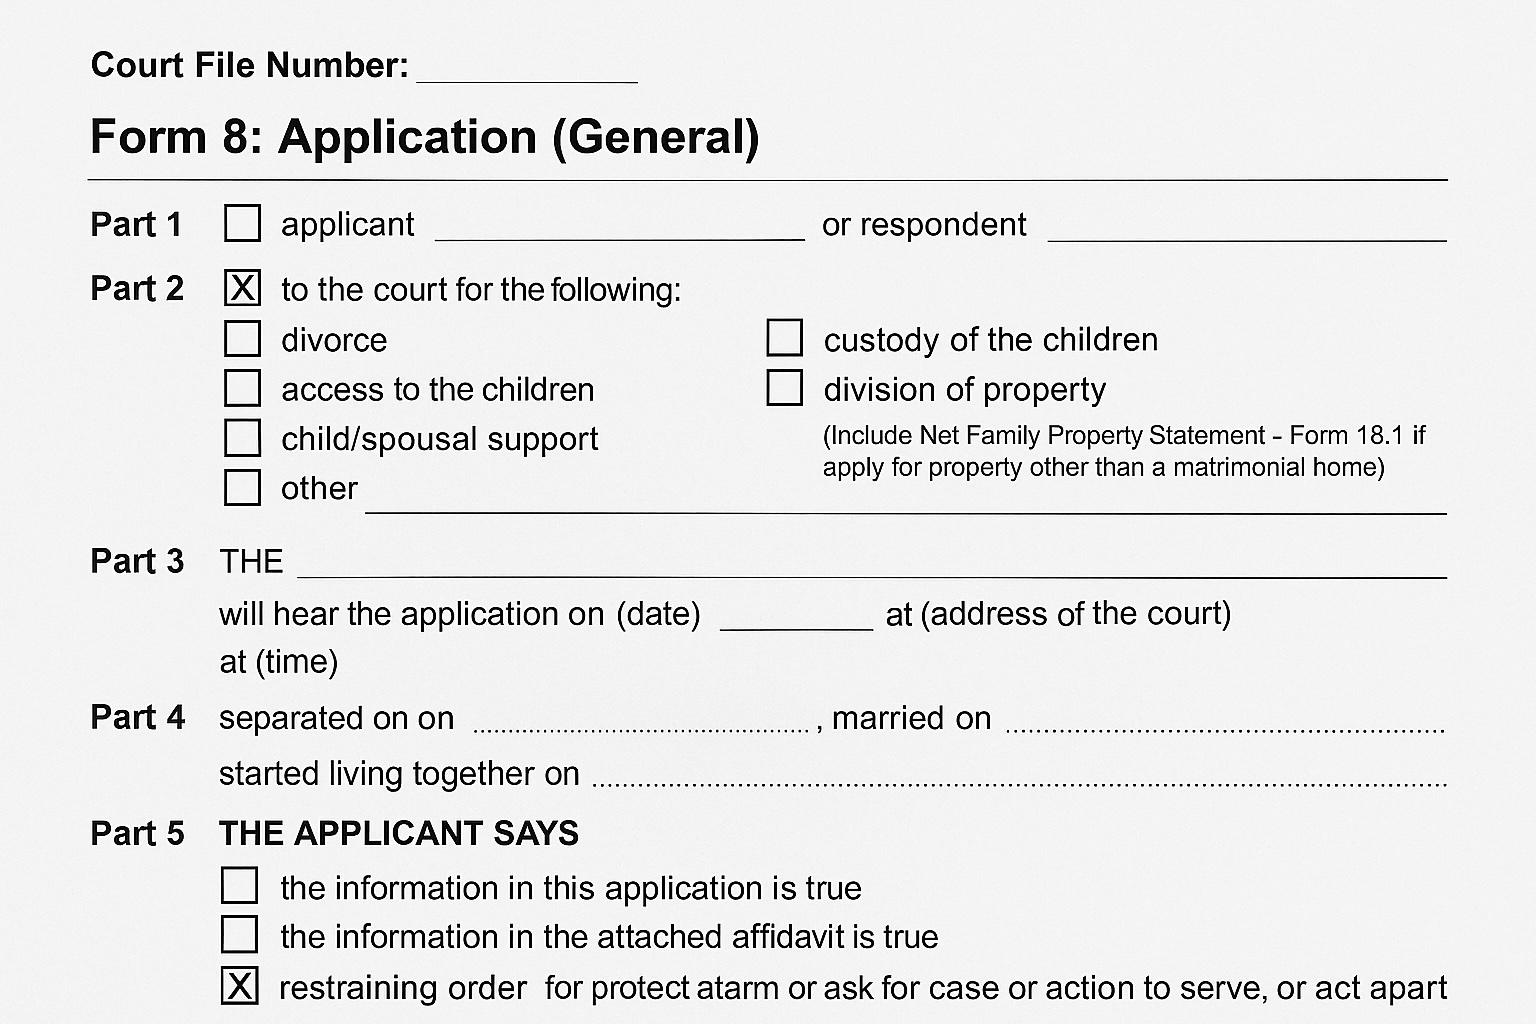 Court File Number: ____________
Form 8: Application (General)
Part 1 ☐ applicant ____________ or respondent ____________
Part 2 ☒ to the court for the following:
☐ divorce ☐ custody of the children
☐ access to the children ☐ division of property
☐ child/spousal support (Include Net Family Property Statement - Form 18.1 if
apply for property other than a matrimonial home)
☐ other ____________
Part 3 THE ____________
will hear the application on (date) ________ at (address of the court)
at (time)
Part 4 separated on on ............ , married on ............
started living together on ............
Part 5 THE APPLICANT SAYS
☐ the information in this application is true
☐ the information in the attached affidavit is true
☒ restraining order for protect atarm or ask for case or action to serve, or act apart